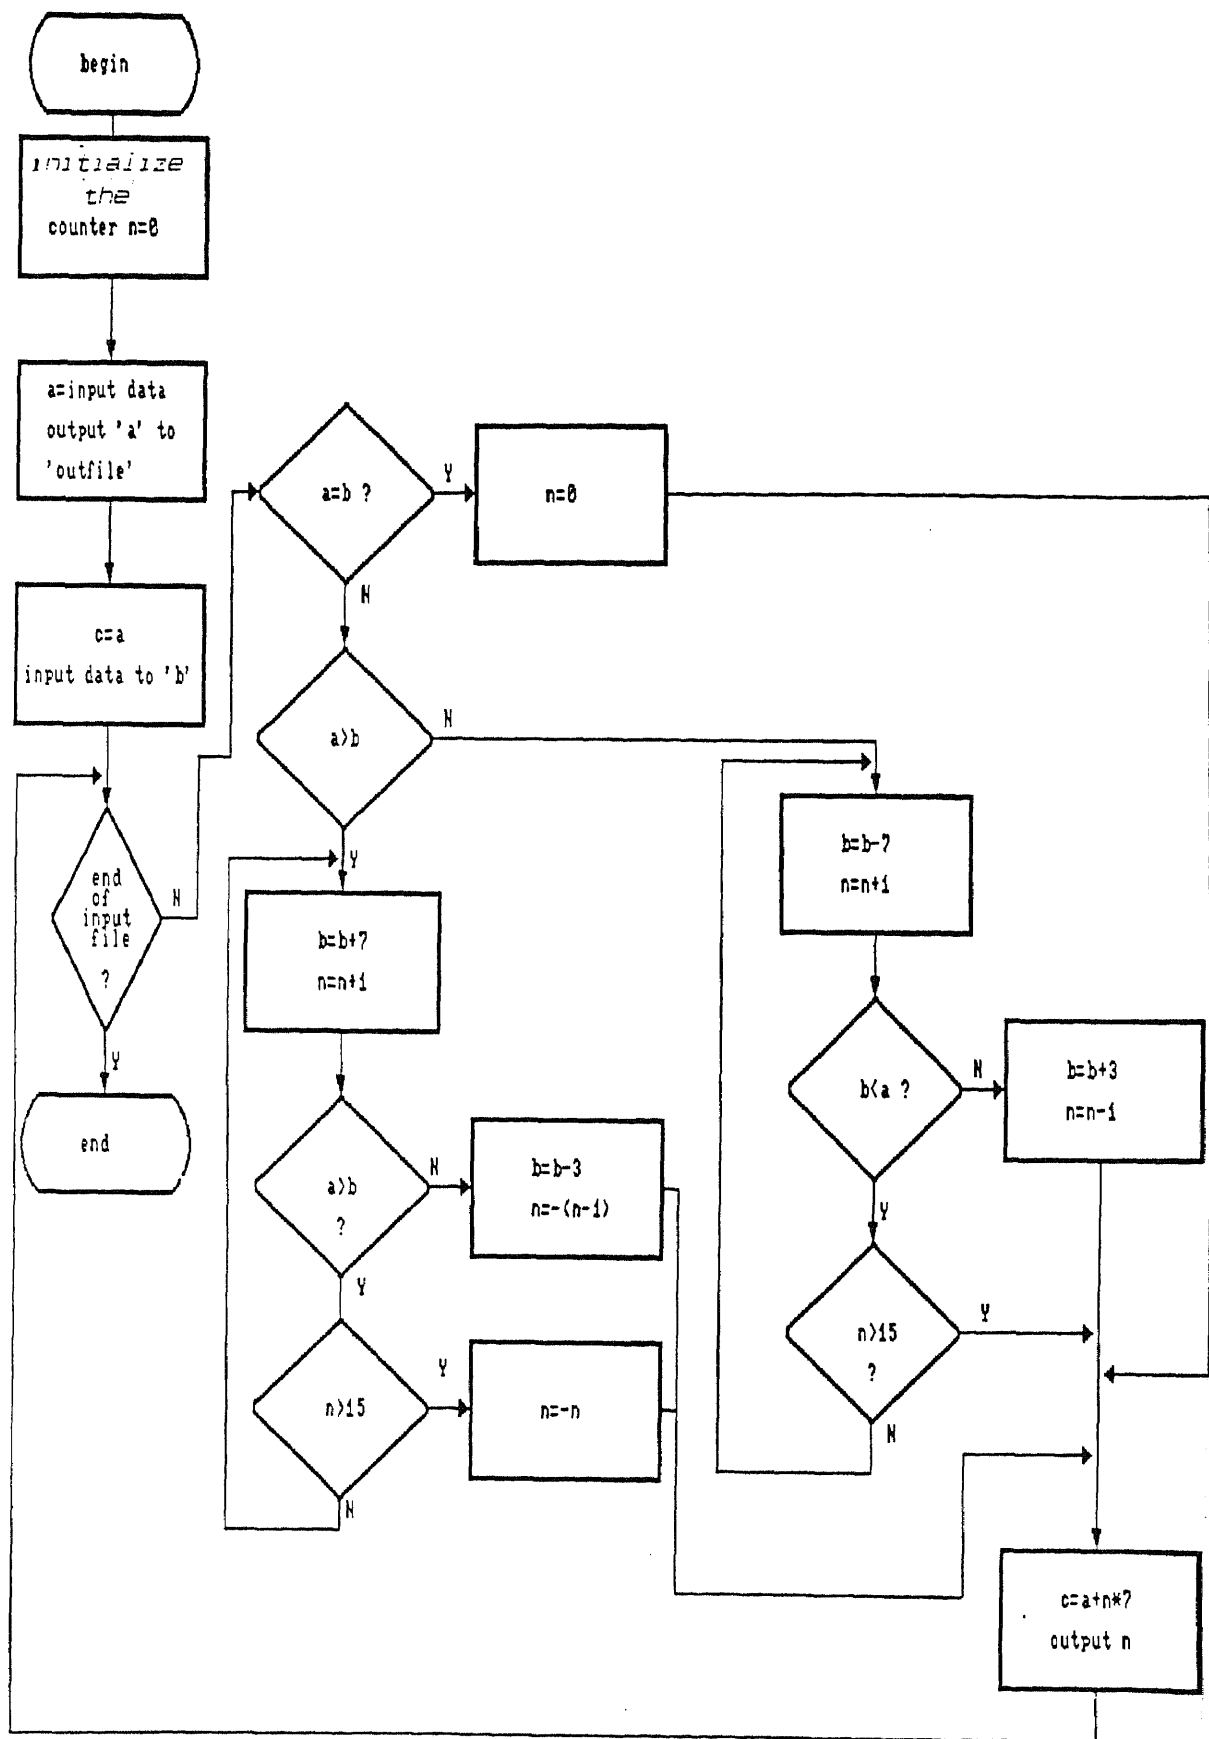 begin
initialize
the
counter n=0
a=input data
output 'a' to
'outfile'
c=a
input data to 'b'
end
of
input
file
?
N
Y
end
a=b ?
Y
n=0
N
a>b
N
Y
b=b+7
n=n+1
a>b
?
N
b=b-3
n=-(n-1)
Y
n>15
Y
n=-n
N
b=b-7
n=n+1
b<a ?
N
b=b+3
n=n-1
Y
n>15
?
Y
N
c=a+n*7
output n